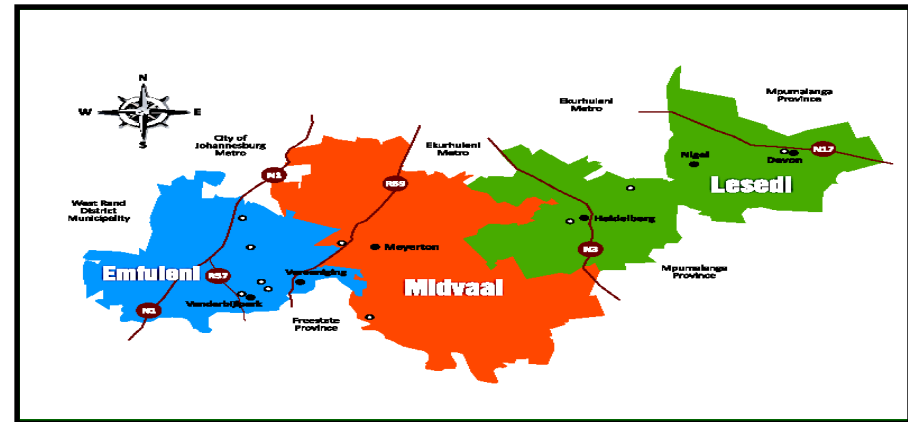 N
W
E
S
City of
Johannesburg
Metro
Ekurhuleni
Metro
Ekurhuleni
Metro
Mpumalanga
Province
N1
R59
Nigel
Devon
N17
Lesedi
West Rand
District
Municipality
Heidelberg
Meyerton
N3
Emfuleni
R57
Vereeniging
Mpumalanga
Province
Midvaal
Vanderbijlpark
N1
Freestate
Province